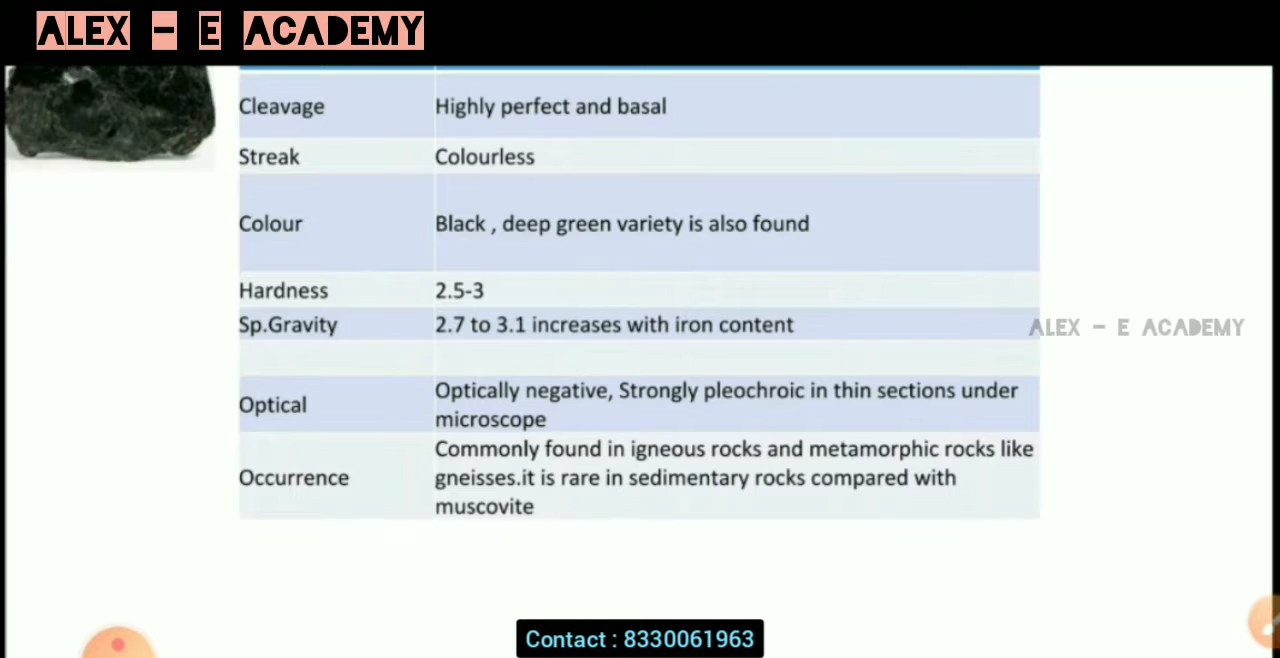 ALEX - E ACADEMY
Cleavage Highly perfect and basal
Streak Colourless
Colour Black , deep green variety is also found
Hardness 2.5-3
Sp.Gravity 2.7 to 3.1 increases with iron content
ALEX - E ACADEMY
Optical Optically negative, Strongly pleochroic in thin sections under
microscope
Occurrence Commonly found in igneous rocks and metamorphic rocks like
gneisses.it is rare in sedimentary rocks compared with
muscovite
Contact : 8330061963